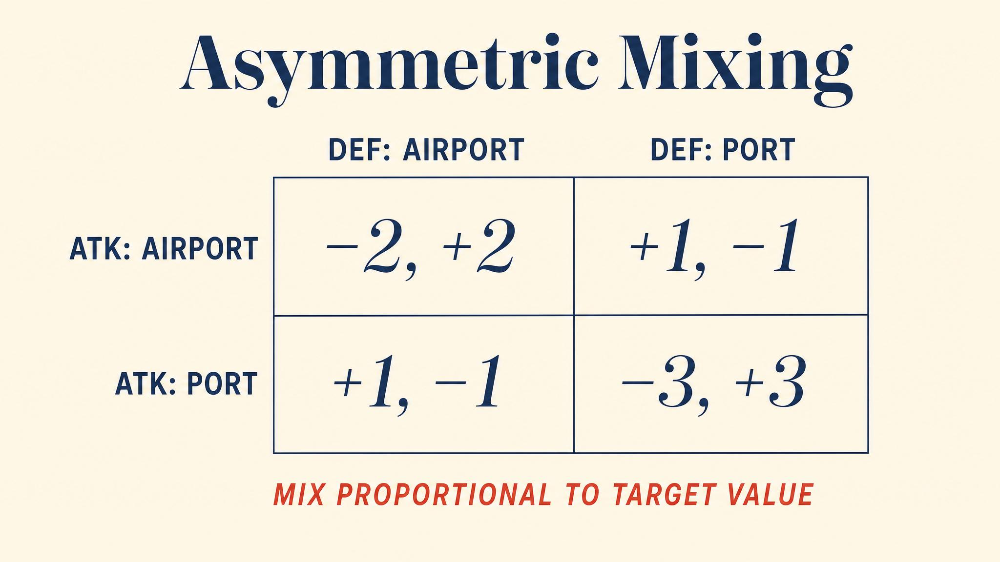 Asymmetric Mixing
DEF: AIRPORT DEF: PORT
ATK: AIRPORT −2, +2 +1, −1
ATK: PORT +1, −1 −3, +3
MIX PROPORTIONAL TO TARGET VALUE